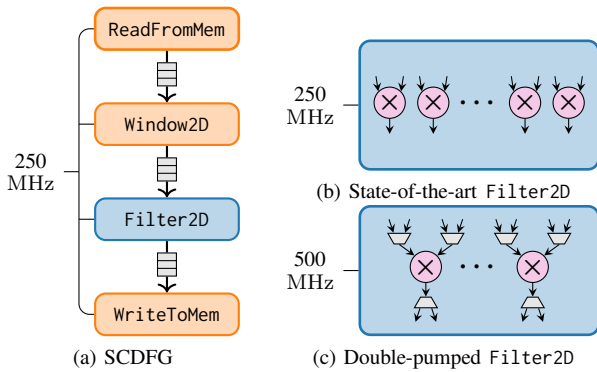 ReadFromMem
Window2D
250
MHz
Filter2D
WriteToMem
(a) SCDFG
250
MHz
(b) State-of-the-art Filter2D
500
MHz
(c) Double-pumped Filter2D